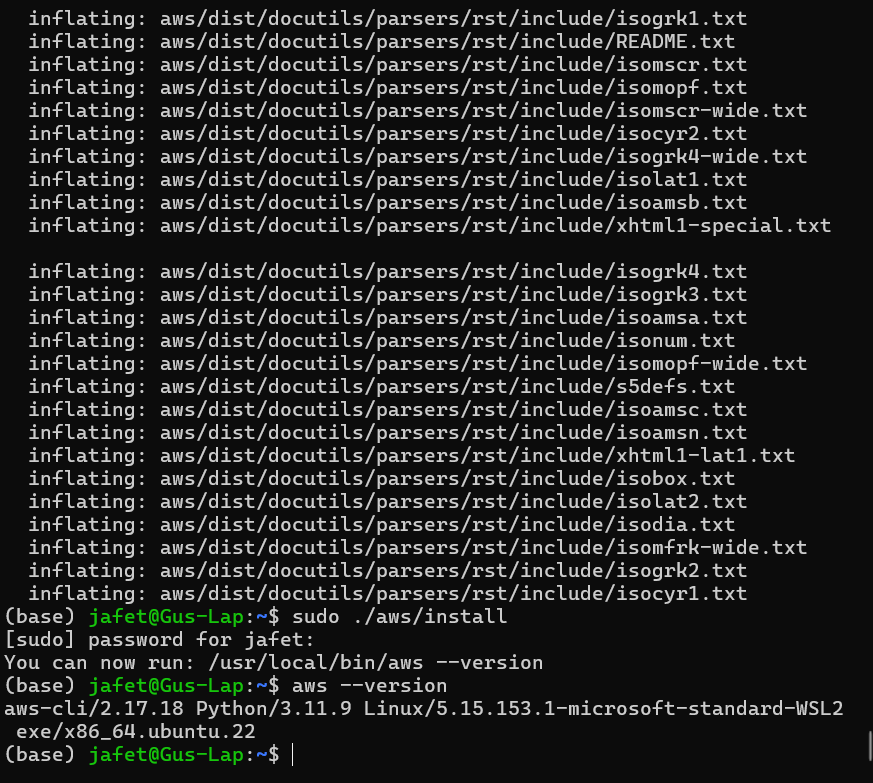 inflating: aws/dist/docutils/parsers/rst/include/isogrk1.txt
inflating: aws/dist/docutils/parsers/rst/include/README.txt
inflating: aws/dist/docutils/parsers/rst/include/isomscr.txt
inflating: aws/dist/docutils/parsers/rst/include/isomopf.txt
inflating: aws/dist/docutils/parsers/rst/include/isomscr-wide.txt
inflating: aws/dist/docutils/parsers/rst/include/isocyr2.txt
inflating: aws/dist/docutils/parsers/rst/include/isogrk4-wide.txt
inflating: aws/dist/docutils/parsers/rst/include/isolat1.txt
inflating: aws/dist/docutils/parsers/rst/include/isoamsb.txt
inflating: aws/dist/docutils/parsers/rst/include/xhtml1-special.txt
inflating: aws/dist/docutils/parsers/rst/include/isogrk4.txt
inflating: aws/dist/docutils/parsers/rst/include/isogrk3.txt
inflating: aws/dist/docutils/parsers/rst/include/isoamsa.txt
inflating: aws/dist/docutils/parsers/rst/include/isonum.txt
inflating: aws/dist/docutils/parsers/rst/include/isomopf-wide.txt
inflating: aws/dist/docutils/parsers/rst/include/s5defs.txt
inflating: aws/dist/docutils/parsers/rst/include/isoamsc.txt
inflating: aws/dist/docutils/parsers/rst/include/isoamsn.txt
inflating: aws/dist/docutils/parsers/rst/include/xhtml1-lat1.txt
inflating: aws/dist/docutils/parsers/rst/include/isobox.txt
inflating: aws/dist/docutils/parsers/rst/include/isolat2.txt
inflating: aws/dist/docutils/parsers/rst/include/isodia.txt
inflating: aws/dist/docutils/parsers/rst/include/isomfrk-wide.txt
inflating: aws/dist/docutils/parsers/rst/include/isogrk2.txt
inflating: aws/dist/docutils/parsers/rst/include/isocyr1.txt
(base) jafet@Gus-Lap:~$ sudo ./aws/install
[sudo] password for jafet:
You can now run: /usr/local/bin/aws --version
(base) jafet@Gus-Lap:~$ aws --version
aws-cli/2.17.18 Python/3.11.9 Linux/5.15.153.1-microsoft-standard-WSL2
exe/x86_64.ubuntu.22
(base) jafet@Gus-Lap:~$